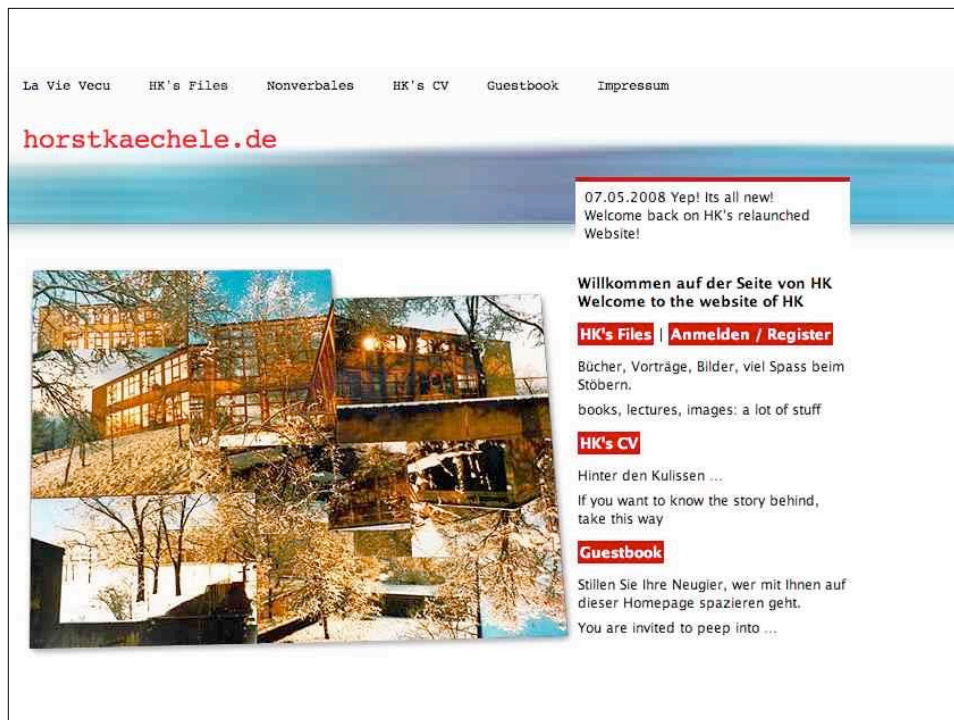 La Vie Vecu HK's Files Nonverbales HK's CV Guestbook Impressum
horstkaechele.de
07.05.2008 Yep! Its all new!
Welcome back on HK's relaunched
Website!
Willkommen auf der Seite von HK
Welcome to the website of HK
HK's Files | Anmelden / Register
Bücher, Vorträge, Bilder, viel Spass beim
Stöbern.
books, lectures, images: a lot of stuff
HK's CV
Hinter den Kulissen ...
If you want to know the story behind,
take this way
Guestbook
Stillen Sie Ihre Neugier, wer mit Ihnen auf
dieser Homepage spazieren geht.
You are invited to peep into ...